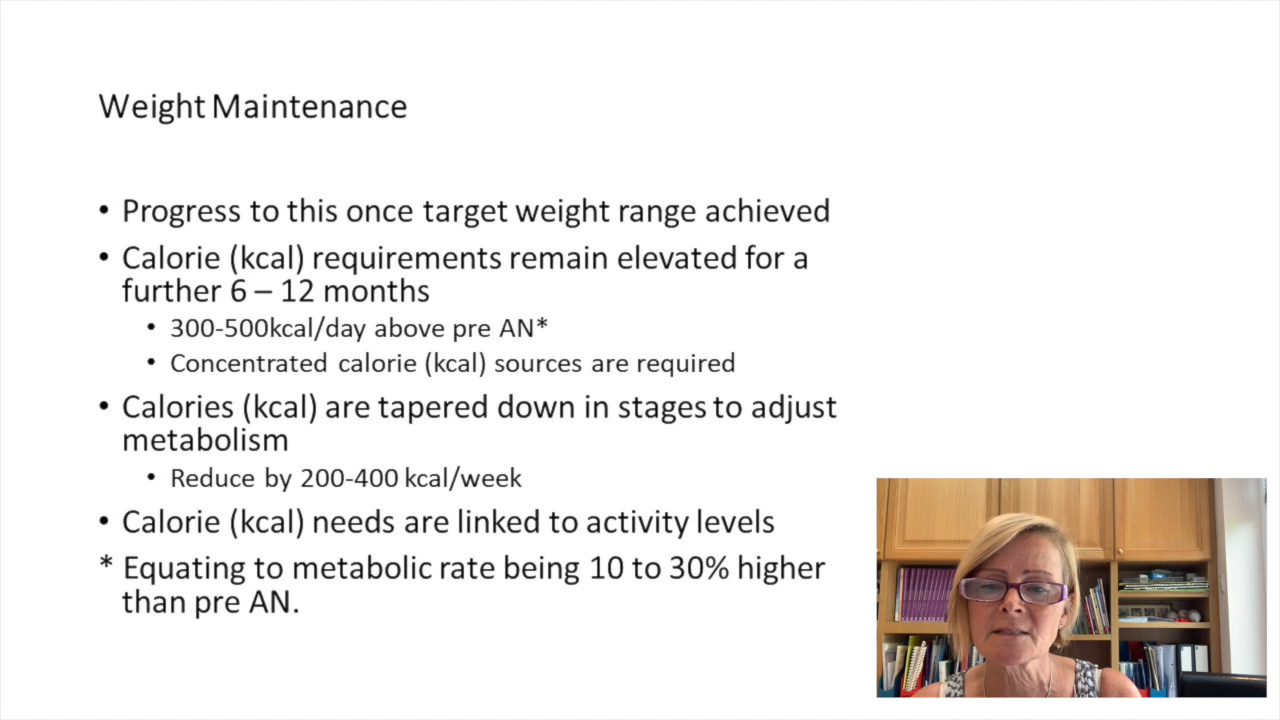 Weight Maintenance
• Progress to this once target weight range achieved
• Calorie (kcal) requirements remain elevated for a
further 6 – 12 months
• 300-500kcal/day above pre AN*
• Concentrated calorie (kcal) sources are required
• Calories (kcal) are tapered down in stages to adjust
metabolism
• Reduce by 200-400 kcal/week
• Calorie (kcal) needs are linked to activity levels
* Equating to metabolic rate being 10 to 30% higher
than pre AN.